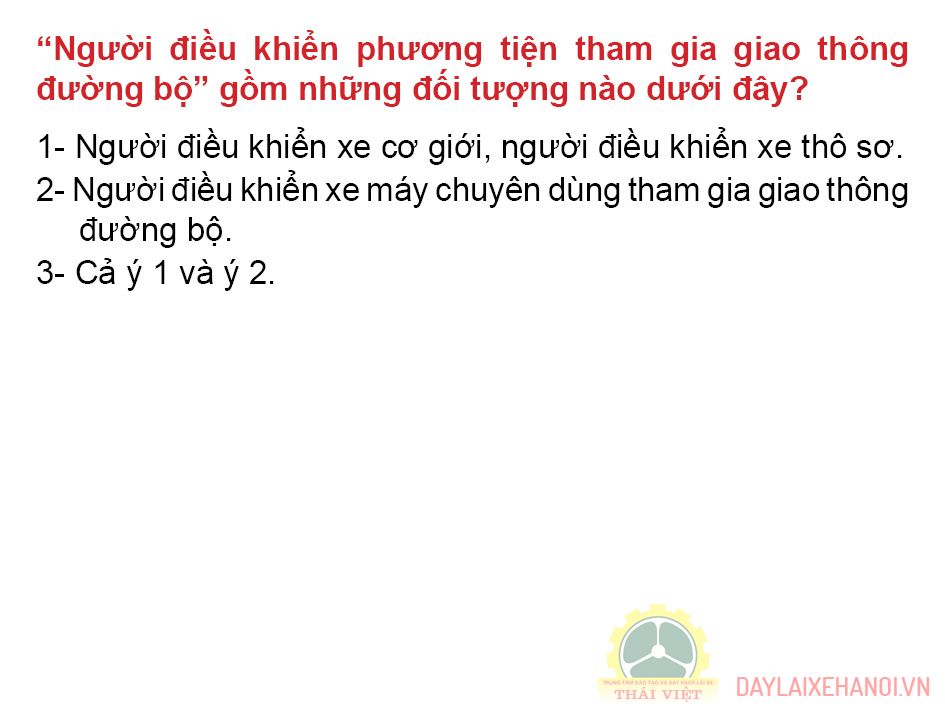 “Người điều khiển phương tiện tham gia giao thông
đường bộ” gồm những đối tượng nào dưới đây?
1- Người điều khiển xe cơ giới, người điều khiển xe thô sơ.
2- Người điều khiển xe máy chuyên dùng tham gia giao thông
đường bộ.
3- Cả ý 1 và ý 2.
TRUNG TÂM ĐÀO TẠO VÀ SÁT HẠCH LÁI XE
THÁI VIỆT
DAYLAIXEHANOI.VN